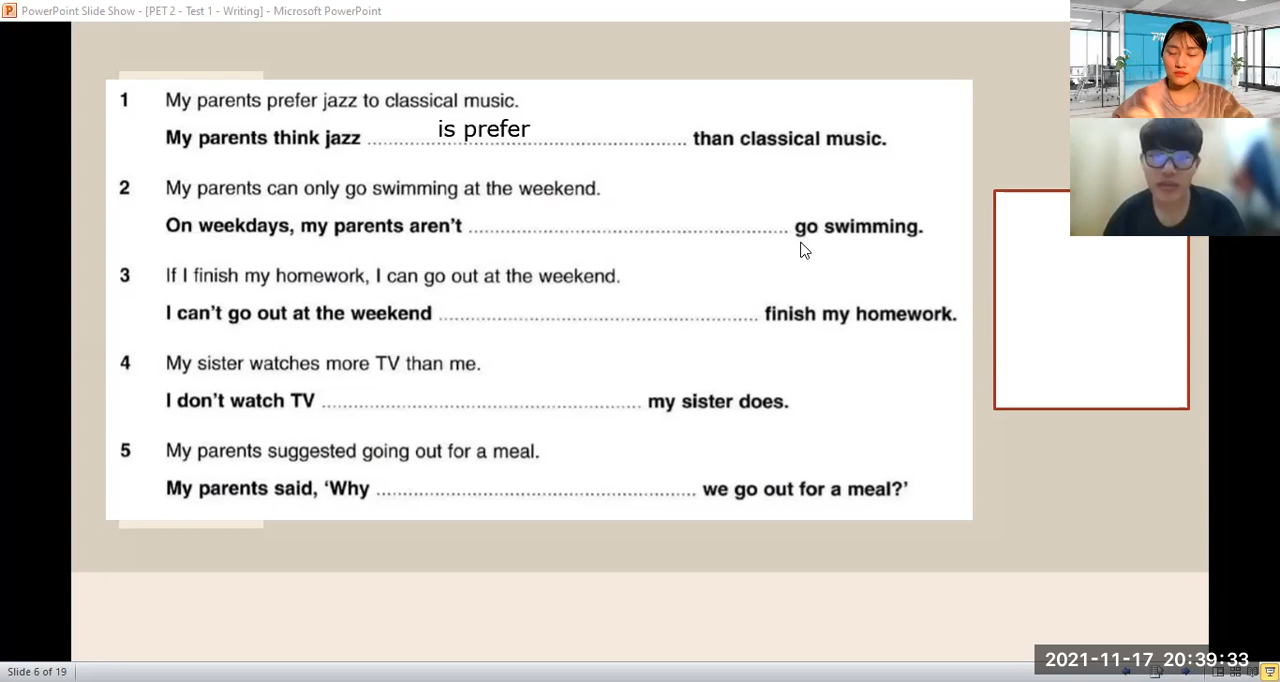 PowerPoint Slide Show - [PET 2 - Test 1 - Writing] - Microsoft PowerPoint
1 My parents prefer jazz to classical music.
is prefer
My parents think jazz ........................ than classical music.
2 My parents can only go swimming at the weekend.
On weekdays, my parents aren't ........................ go swimming.
3 If I finish my homework, I can go out at the weekend.
I can't go out at the weekend ........................ finish my homework.
4 My sister watches more TV than me.
I don't watch TV ........................ my sister does.
5 My parents suggested going out for a meal.
My parents said, 'Why ........................ we go out for a meal?'
2021-11-17 20:39:33
Slide 6 of 19